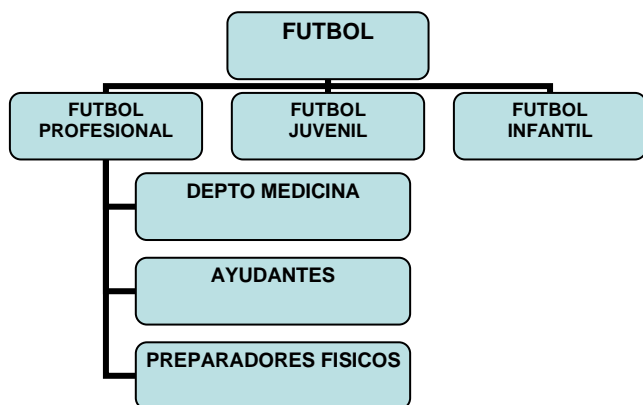 FUTBOL
FUTBOL
PROFESIONAL
FUTBOL
JUVENIL
FUTBOL
INFANTIL
DEPTO MEDICINA
AYUDANTES
PREPARADORES FISICOS